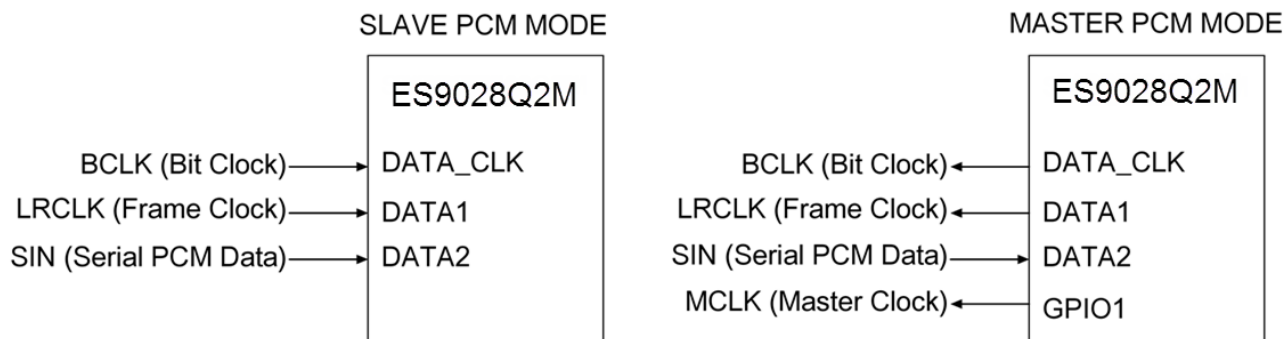 SLAVE PCM MODE
ES9028Q2M
BCLK (Bit Clock) DATA_CLK
LRCLK (Frame Clock) DATA1
SIN (Serial PCM Data) DATA2
MASTER PCM MODE
ES9028Q2M
BCLK (Bit Clock) DATA_CLK
LRCLK (Frame Clock) DATA1
SIN (Serial PCM Data) DATA2
MCLK (Master Clock) GPIO1